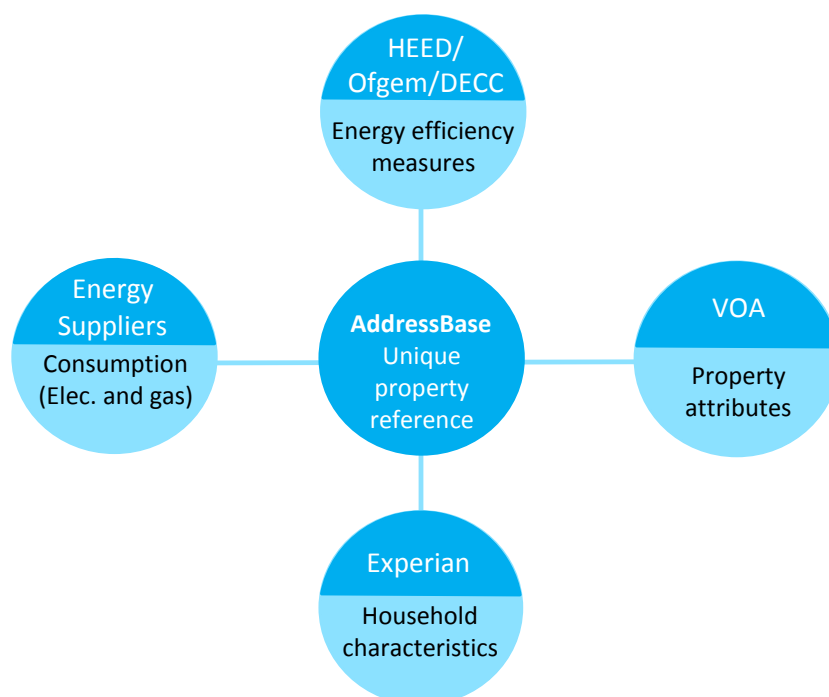 HEED/
Ofgem/DECC
Energy efficiency
measures
Energy
Suppliers
Consumption
(Elec. and gas)
AddressBase
Unique
property
reference
VOA
Property
attributes
Experian
Household
characteristics